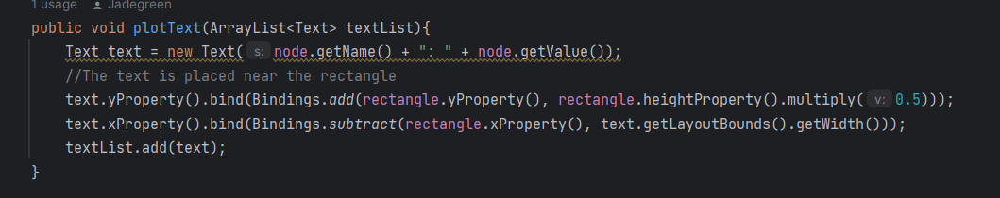 1 usage Jadegreen
public void plotText(ArrayList<Text> textList){
Text text = new Text( s: node.getName() + ": " + node.getValue());
//The text is placed near the rectangle
text.yProperty().bind(Bindings.add(rectangle.yProperty(), rectangle.heightProperty().multiply( v: 0.5)));
text.xProperty().bind(Bindings.subtract(rectangle.xProperty(), text.getLayoutBounds().getWidth()));
textList.add(text);
}